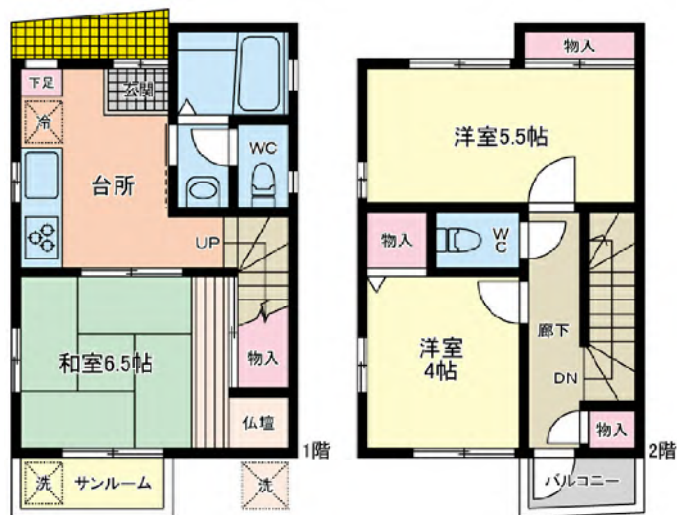 下足
玄関
冷
WC
台所
UP
和室6.5帖
物入
仏壇
1階
洗
サンルーム
洗
物入
洋室5.5帖
物入
WC
洋室
4帖
廊下
DN
物入
2階
バルコニー